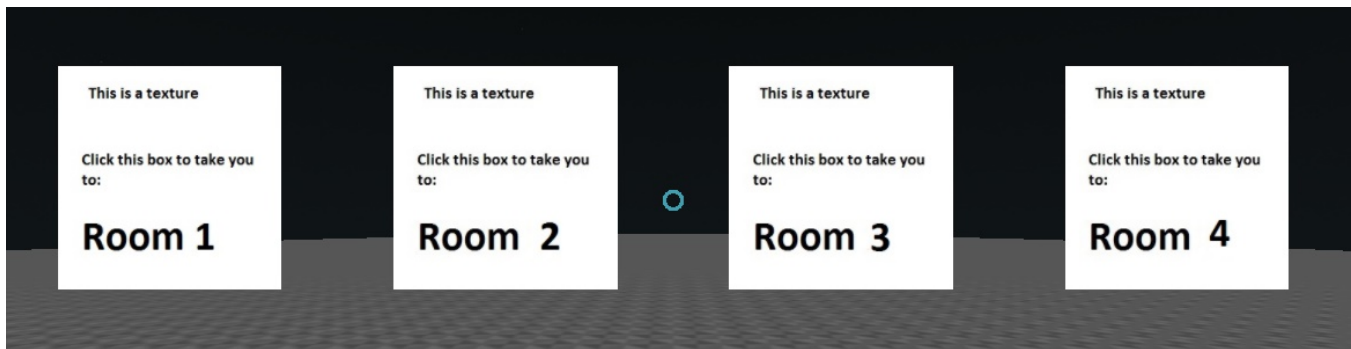 This is a texture
Click this box to take you
to:
Room 1
This is a texture
Click this box to take you
to:
Room 2
This is a texture
Click this box to take you
to:
Room 3
This is a texture
Click this box to take you
to:
Room 4